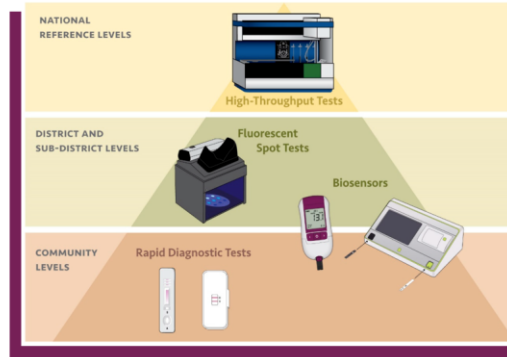 NATIONAL
REFERENCE LEVELS
High-Throughput Tests
DISTRICT AND
SUB-DISTRICT LEVELS
Fluorescent
Spot Tests
Biosensors
COMMUNITY
LEVELS
Rapid Diagnostic Tests